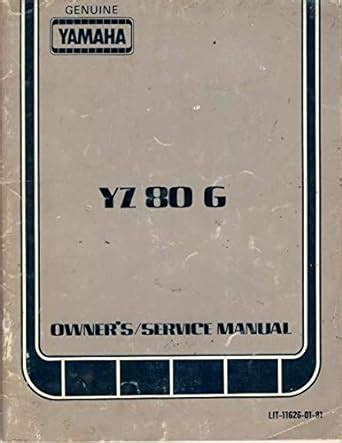 GENUINE
YAMAHA
YZ 80 G
OWNER'S/SERVICE MANUAL
LIT-11626-01-81